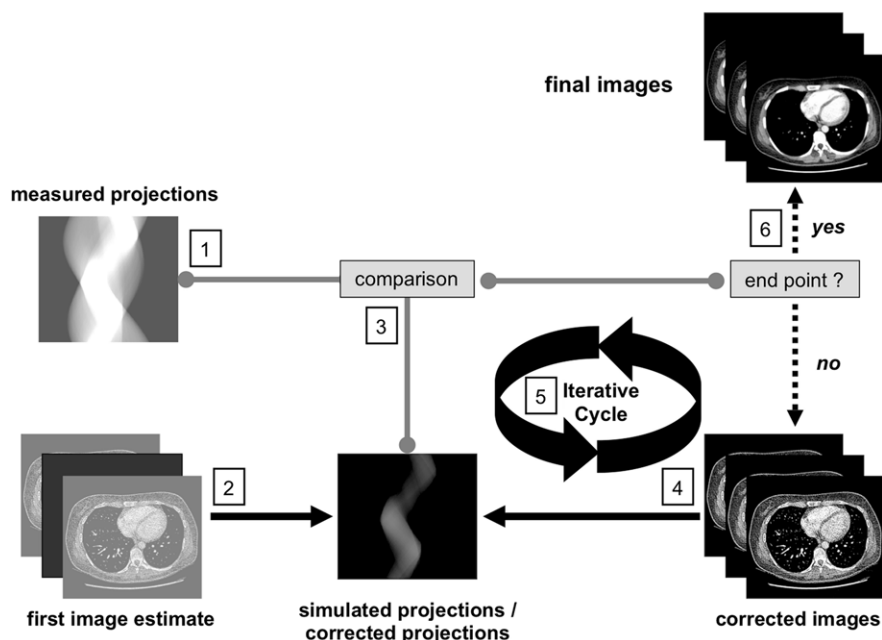 final images
measured projections
1
6
yes
comparison
end point ?
3
no
5
Iterative
Cycle
2
4
first image estimate
simulated projections /
corrected projections
corrected images